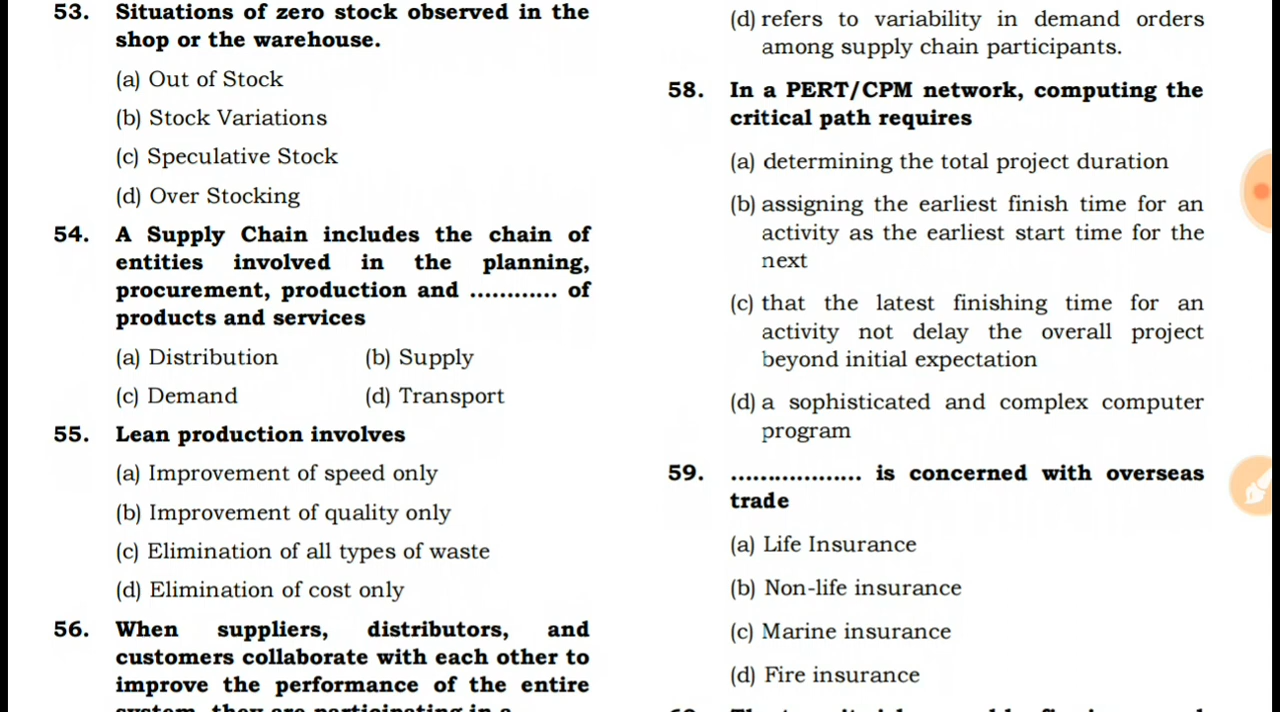 53. Situations of zero stock observed in the
shop or the warehouse.
(a) Out of Stock
(b) Stock Variations
(c) Speculative Stock
(d) Over Stocking
54. A Supply Chain includes the chain of
entities involved in the planning,
procurement, production and ............ of
products and services
(a) Distribution (b) Supply
(c) Demand (d) Transport
55. Lean production involves
(a) Improvement of speed only
(b) Improvement of quality only
(c) Elimination of all types of waste
(d) Elimination of cost only
56. When suppliers, distributors, and
customers collaborate with each other to
improve the performance of the entire
system, they are participating in a
(d) refers to variability in demand orders
among supply chain participants.
58. In a PERT/CPM network, computing the
critical path requires
(a) determining the total project duration
(b) assigning the earliest finish time for an
activity as the earliest start time for the
next
(c) that the latest finishing time for an
activity not delay the overall project
beyond initial expectation
(d) a sophisticated and complex computer
program
59. .................. is concerned with overseas
trade
(a) Life Insurance
(b) Non-life insurance
(c) Marine insurance
(d) Fire insurance